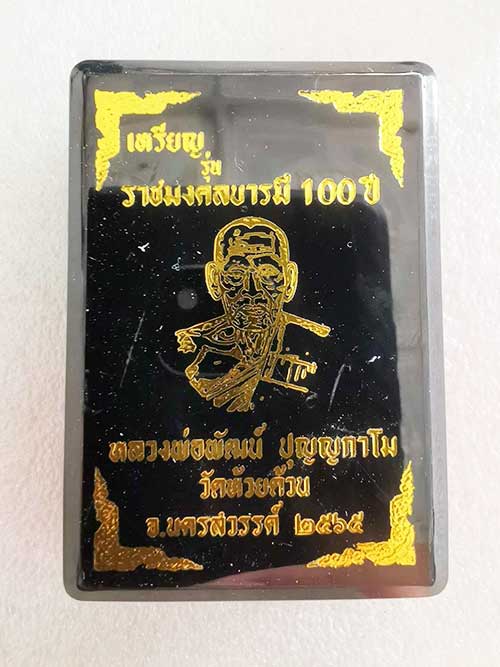 เหรียญ
รุ่น
ราชมงคลบารมี 100 ปี
หลวงพ่อพัฒน์ ปุญฺญกาโม
วัดห้วยด้วน
จ.นครสวรรค์ ๒๕๖๕